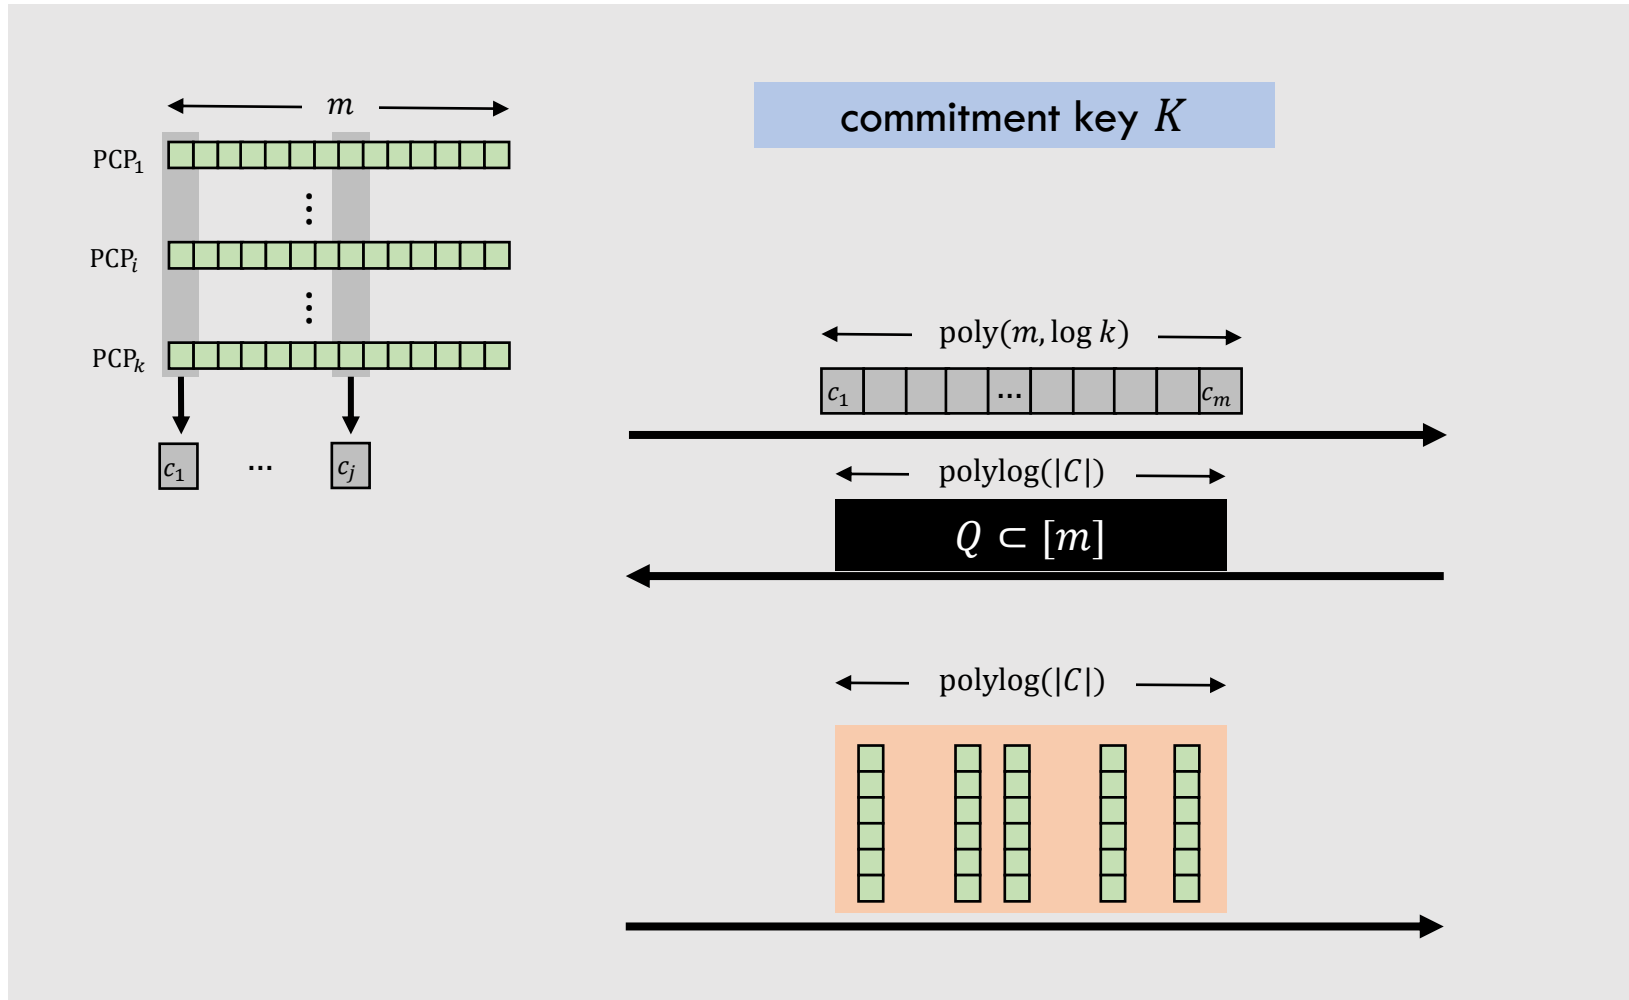 m
commitment key K
PCP₁
⋮
PCPᵢ
⋮
PCPₖ
poly(m, log k)
c₁ ... cₘ
c₁ ... cⱼ
polylog(|C|)
Q ⊂ [m]
polylog(|C|)